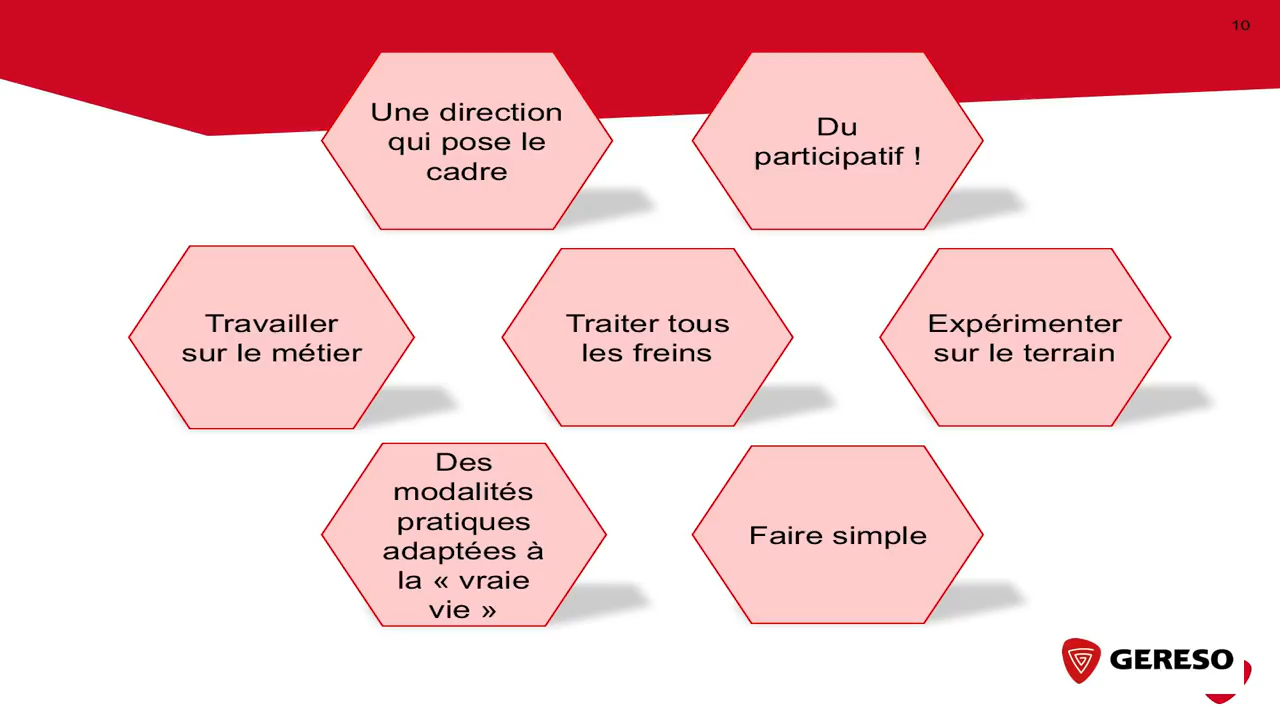 10
Une direction
qui pose le
cadre
Du
participatif !
Travailler
sur le métier
Traiter tous
les freins
Expérimenter
sur le terrain
Des
modalités
pratiques
adaptées à
la « vraie
vie »
Faire simple
GERESO